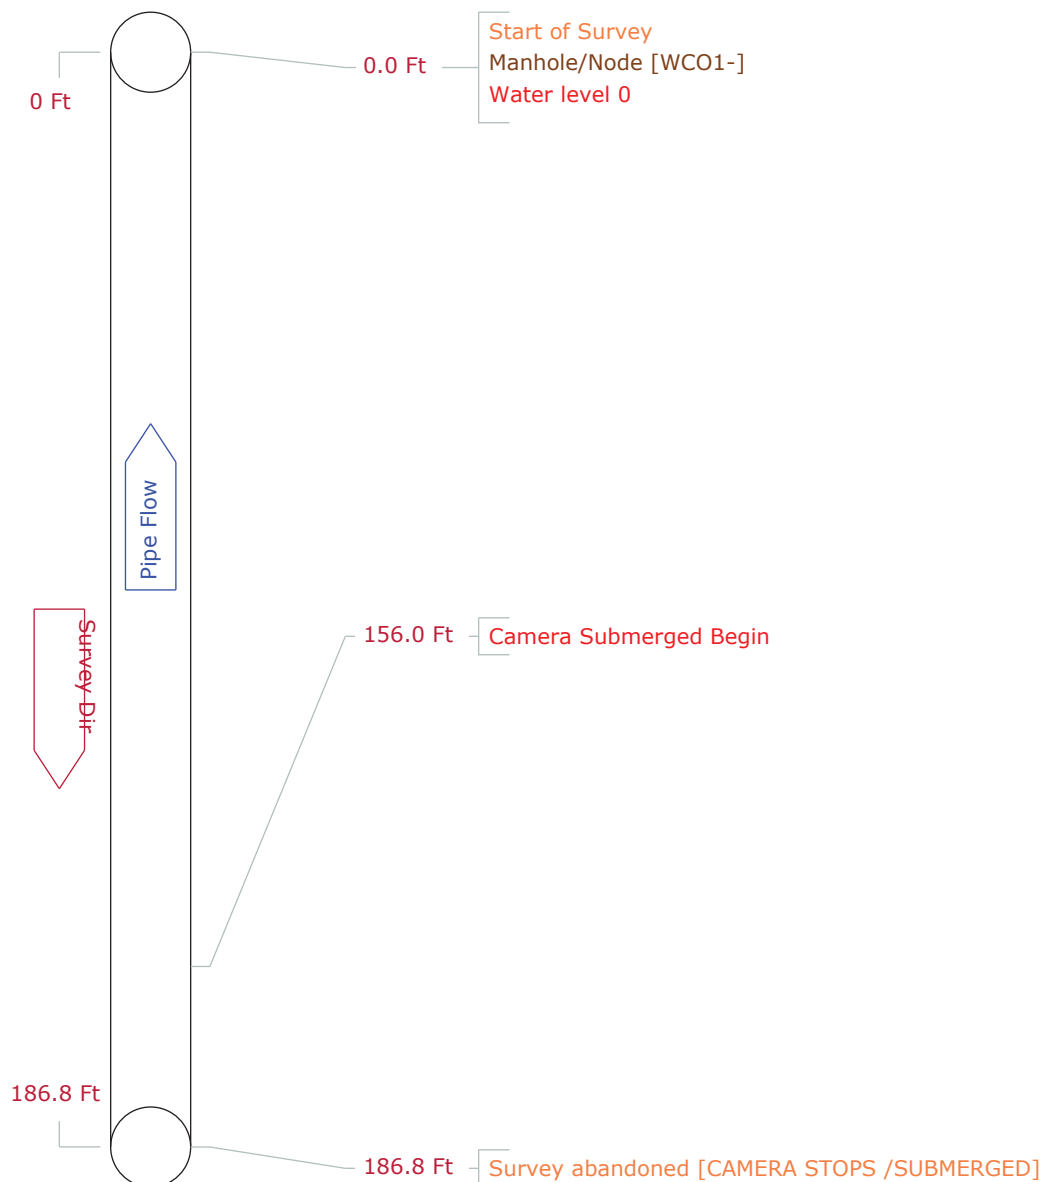 Start of Survey
0.0 Ft
Manhole/Node [WCO1-]
0 Ft
Water level 0
Pipe Flow
Survey Dir
156.0 Ft
Camera Submerged Begin
186.8 Ft
186.8 Ft
Survey abandoned [CAMERA STOPS /SUBMERGED]